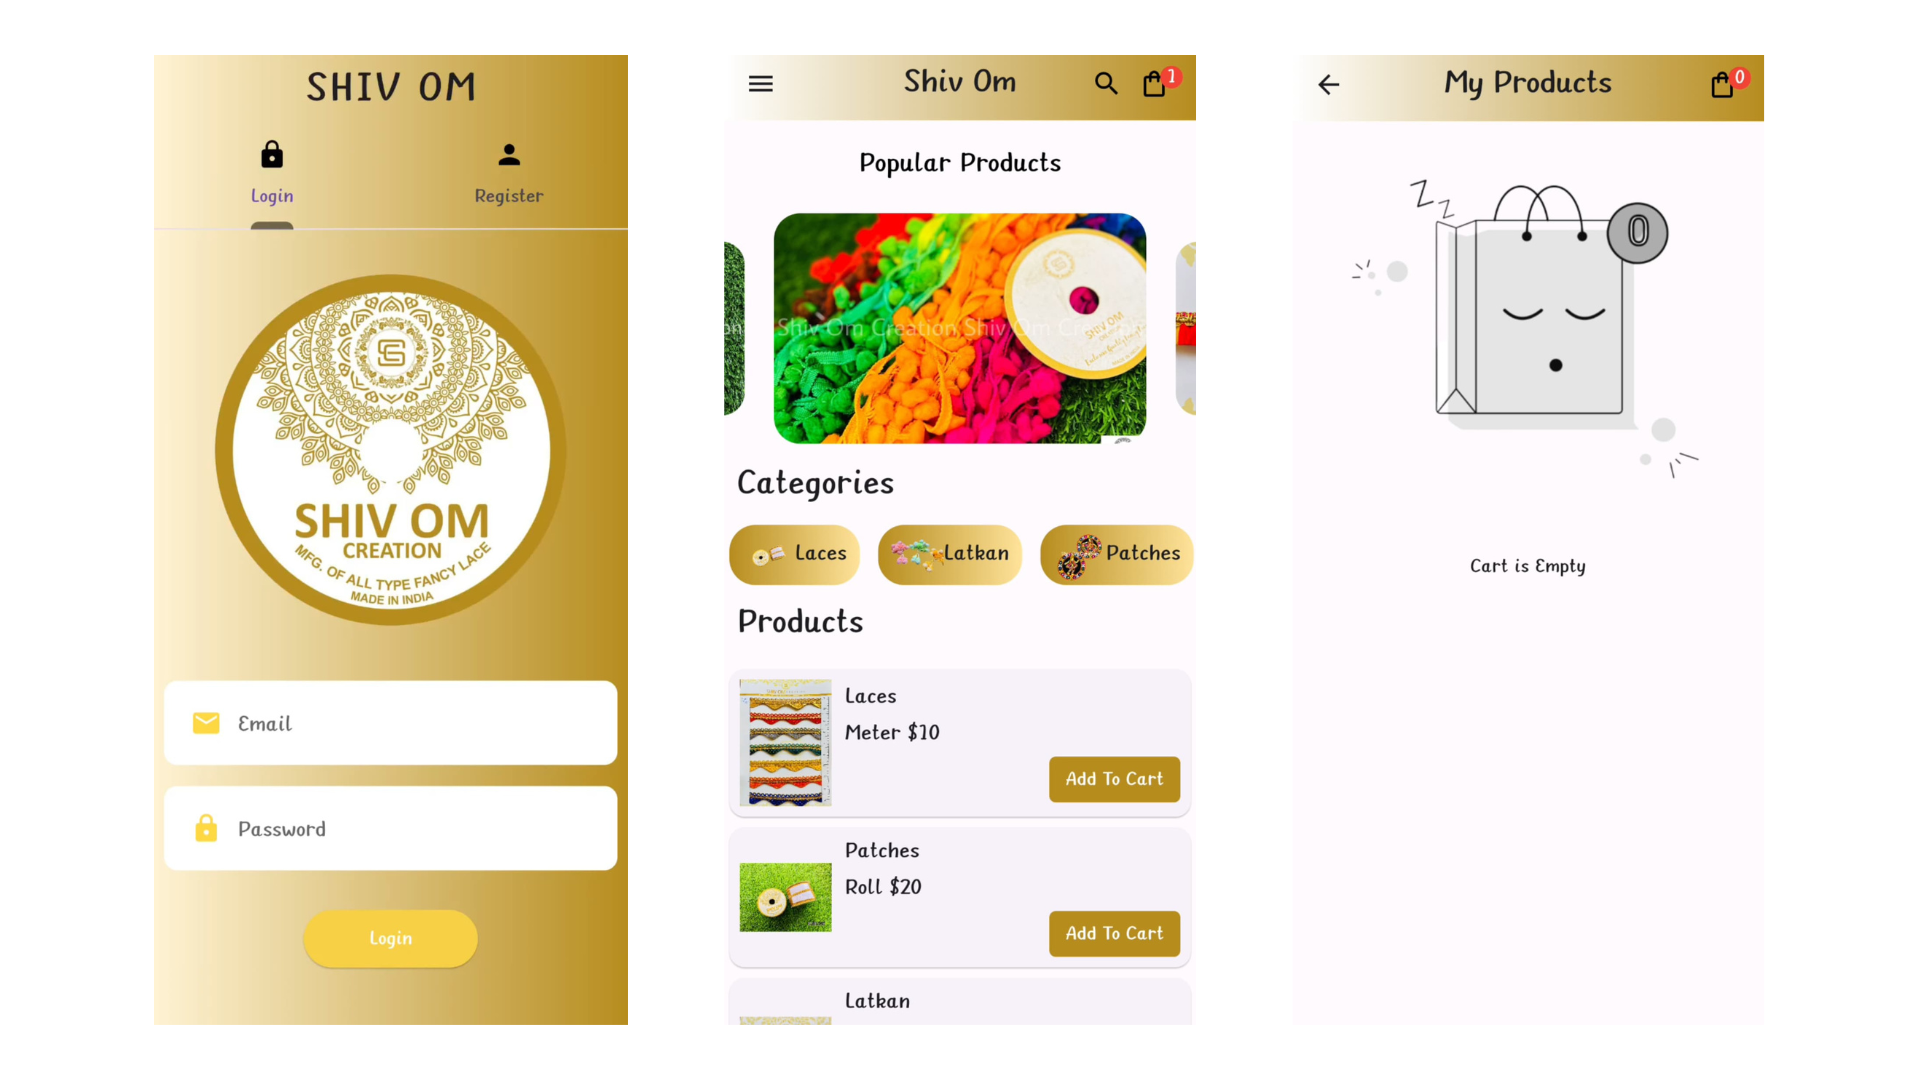 SHIV OM
Login
Register
SHIV OM
CREATION
MFG. OF ALL TYPE FANCY LACE
MADE IN INDIA
Email
Password
Login
Shiv Om
1
Popular Products
Shiv Om Creation Shiv Om
SHIV OM
Categories
Laces
Latkan
Patches
Products
Laces
Meter $10
Add To Cart
Patches
Roll $20
Add To Cart
Latkan
My Products
0
Z
Z
0
Cart is Empty